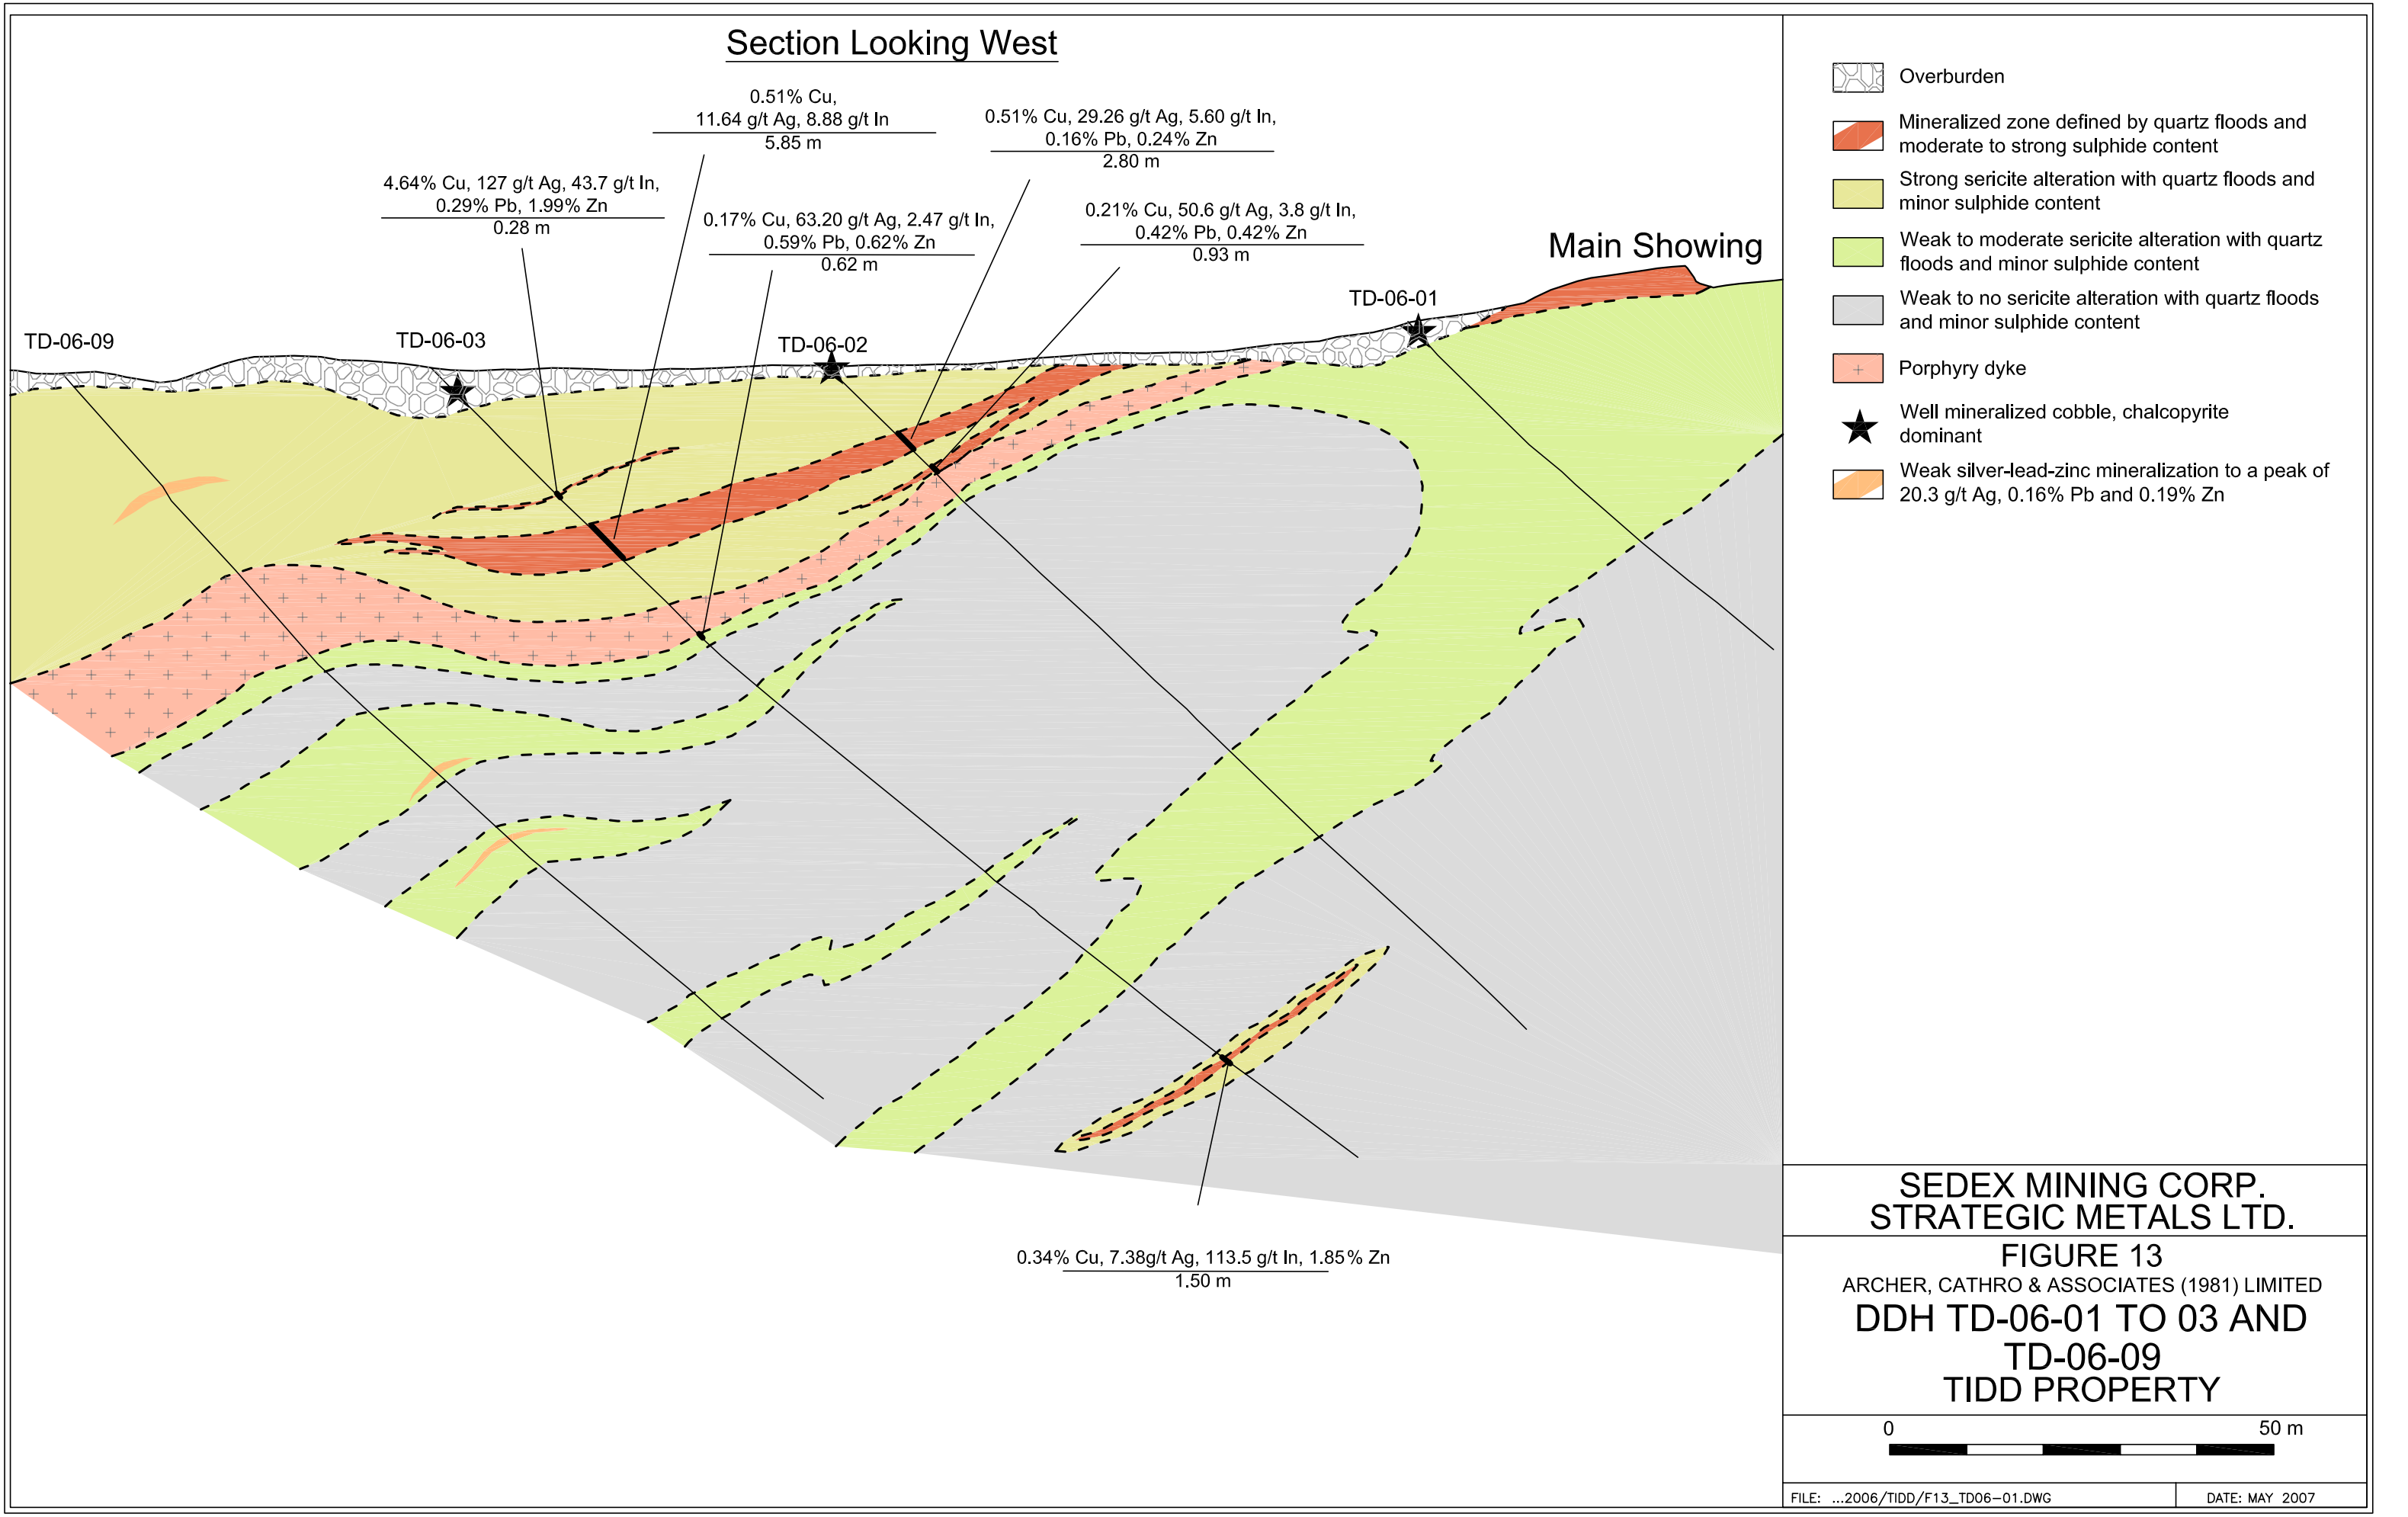 Section Looking West
0.51% Cu,
11.64 g/t Ag, 8.88 g/t In
5.85 m
0.51% Cu, 29.26 g/t Ag, 5.60 g/t In,
0.16% Pb, 0.24% Zn
2.80 m
4.64% Cu, 127 g/t Ag, 43.7 g/t In,
0.29% Pb, 1.99% Zn
0.28 m
0.17% Cu, 63.20 g/t Ag, 2.47 g/t In,
0.59% Pb, 0.62% Zn
0.62 m
0.21% Cu, 50.6 g/t Ag, 3.8 g/t In,
0.42% Pb, 0.42% Zn
0.93 m
Main Showing
TD-06-09
TD-06-03
TD-06-02
TD-06-01
0.34% Cu, 7.38g/t Ag, 113.5 g/t In, 1.85% Zn
1.50 m
Overburden
Mineralized zone defined by quartz floods and
moderate to strong sulphide content
Strong sericite alteration with quartz floods and
minor sulphide content
Weak to moderate sericite alteration with quartz
floods and minor sulphide content
Weak to no sericite alteration with quartz floods
and minor sulphide content
Porphyry dyke
Well mineralized cobble, chalcopyrite
dominant
Weak silver-lead-zinc mineralization to a peak of
20.3 g/t Ag, 0.16% Pb and 0.19% Zn
SEDEX MINING CORP.
STRATEGIC METALS LTD.
FIGURE 13
ARCHER, CATHRO & ASSOCIATES (1981) LIMITED
DDH TD-06-01 TO 03 AND
TD-06-09
TIDD PROPERTY
0 50 m
FILE: ...2006/TIDD/F13_TD06-01.DWG
DATE: MAY 2007